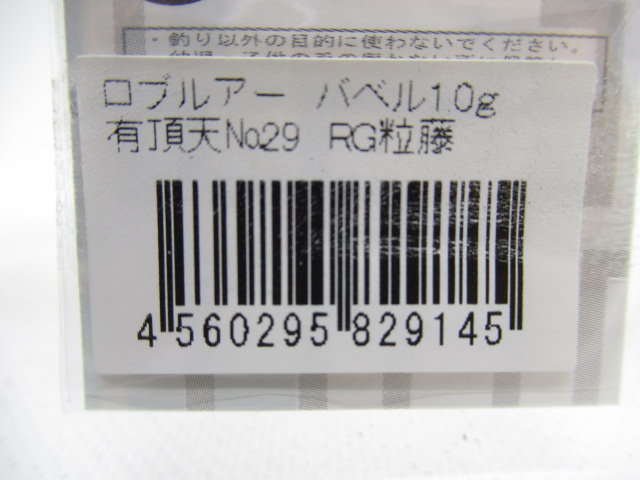 ・釣り以外の目的に使わないでください。
ロブルアー バベル1.0g
有頂天No.29 RG粒藤
4 560295 829145